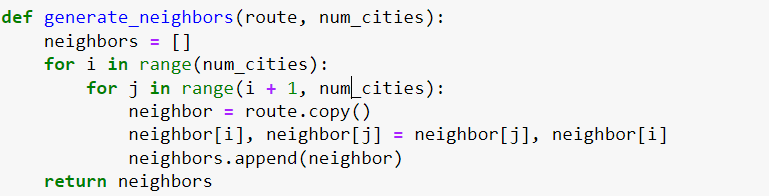 def generate_neighbors(route, num_cities):
    neighbors = []
    for i in range(num_cities):
        for j in range(i + 1, num_cities):
            neighbor = route.copy()
            neighbor[i], neighbor[j] = neighbor[j], neighbor[i]
            neighbors.append(neighbor)
    return neighbors